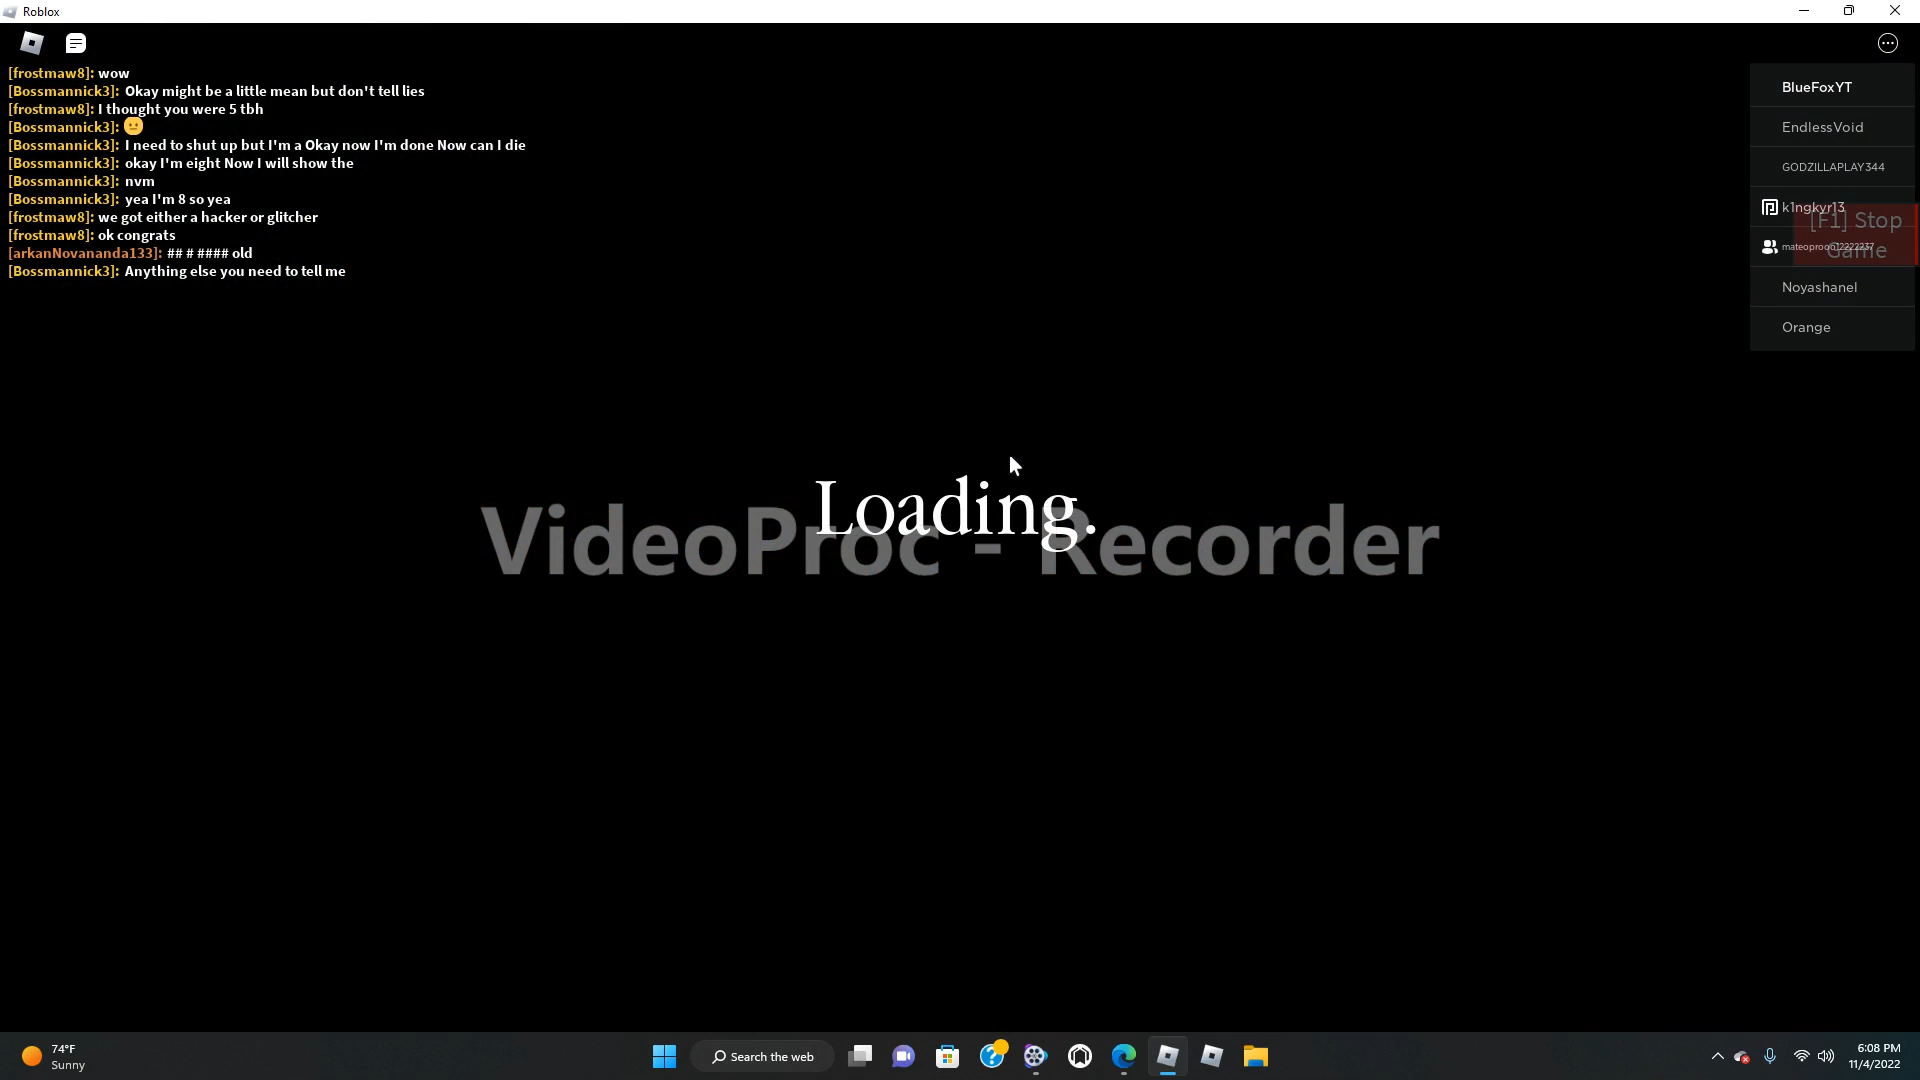 Roblox
[frostmaw8]: wow
[Bossmannick3]: Okay might be a little mean but don't tell lies
[frostmaw8]: I thought you were 5 tbh
[Bossmannick3]: 😐
[Bossmannick3]: I need to shut up but I'm a Okay now I'm done Now can I die
[Bossmannick3]: okay I'm eight Now I will show the
[Bossmannick3]: nvm
[Bossmannick3]: yea I'm 8 so yea
[frostmaw8]: we got either a hacker or glitcher
[frostmaw8]: ok congrats
[arkanNovananda133]: ## # #### old
[Bossmannick3]: Anything else you need to tell me
BlueFoxYT
EndlessVoid
GODZILLAPLAY344
k1ngkyr13
[F1] Stop
Game
Noyashanel
Orange
Loading.
VideoProc - Recorder
74°F
Sunny
Search the web
6:08 PM
11/4/2022